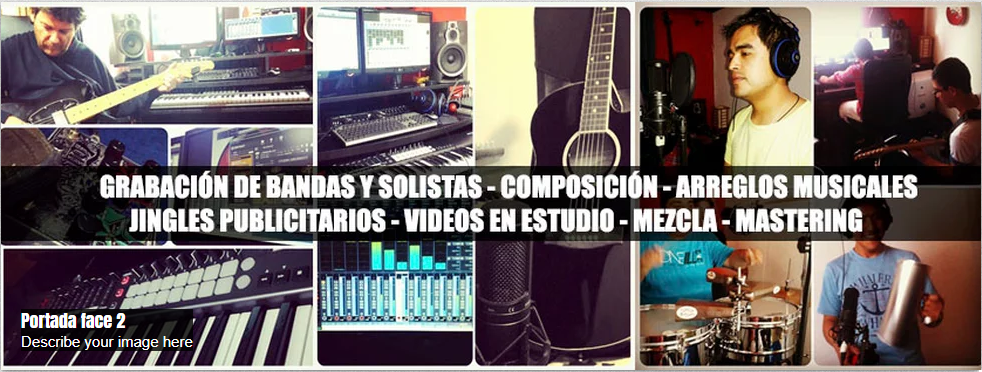 GRABACIÓN DE BANDAS Y SOLISTAS - COMPOSICIÓN - ARREGLOS MUSICALES
JINGLES PUBLICITARIOS - VIDEOS EN ESTUDIO - MEZCLA - MASTERING
Portada face 2
Describe your image here